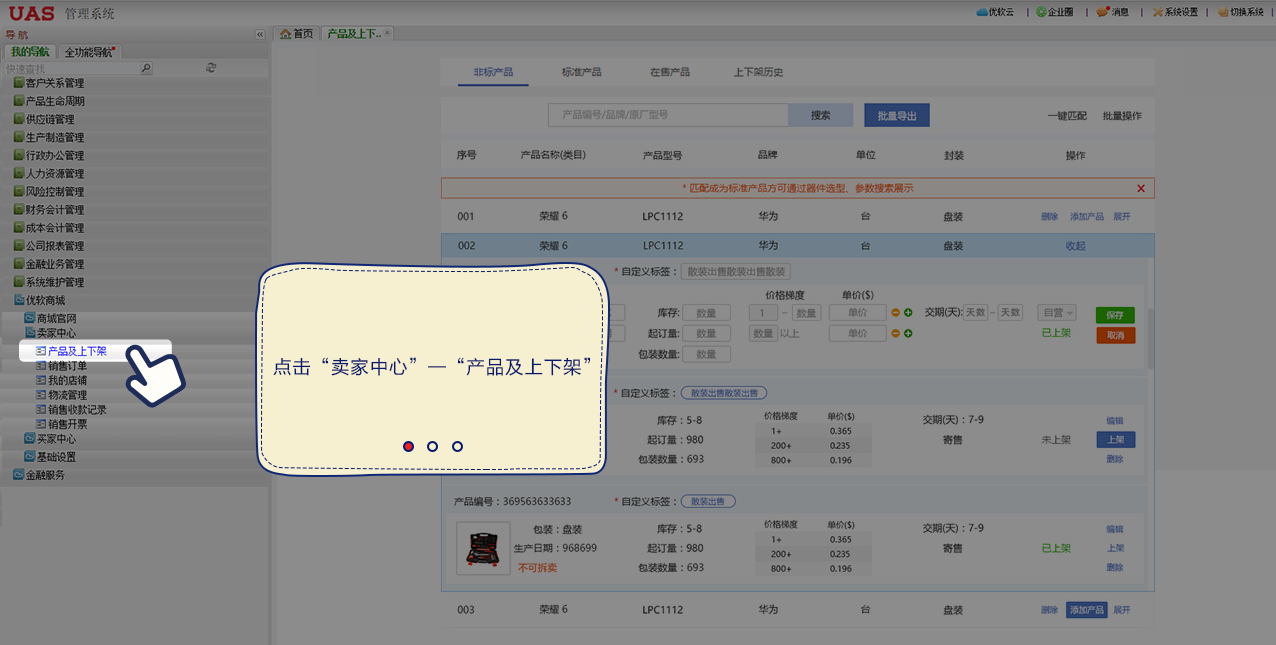 UAS 管理系统
优软云 | 企业圈 | 消息 | 系统设置 | 切换系统
导航
首页
产品及上下..
我的导航
全功能导航
快速查找
客户关系管理
产品生命周期
供应链管理
生产制造管理
行政办公管理
人力资源管理
风险控制管理
财务会计管理
成本会计管理
公司报表管理
金融业务管理
系统维护管理
优软商城
商城官网
卖家中心
产品及上下架
销售订单
我的店铺
物流管理
销售收款记录
销售开票
买家中心
基础设置
金融服务
非标产品 标准产品 在售产品 上下架历史
产品编号/品牌/原厂型号 搜索 批量导出 一键匹配 批量操作
序号 产品名称(类目) 产品型号 品牌 单位 封装 操作
* 匹配成为标准产品方可通过器件选型、参数搜索展示
001 荣耀 6 LPC1112 华为 台 盘装 删除 添加产品 展开
002 荣耀 6 LPC1112 华为 台 盘装 收起
* 自定义标签： 散装出售散装出售散装
价格梯度 单价($)
库存: 数量 1 – 数量 单价 交期(天): 天数 – 天数 自营 保存
起订量: 数量 数量 以上 单价 已上架 取消
包装数量: 数量
点击“卖家中心”—“产品及上下架”
* 自定义标签： 散装出售散装出售
库存：5-8 价格梯度 单价($) 交期(天)：7-9 编辑
1+ 0.365
起订量：980 200+ 0.235 寄售 未上架 上架
包装数量：693 800+ 0.196 删除
产品编号：369563633633 * 自定义标签： 散装出售
包装：盘装 库存：5-8 价格梯度 单价($) 交期(天)：7-9 编辑
1+ 0.365
生产日期：968699 起订量：980 200+ 0.235 寄售 已上架 上架
不可拆卖 包装数量：693 800+ 0.196 删除
003 荣耀 6 LPC1112 华为 台 盘装 删除 添加产品 展开